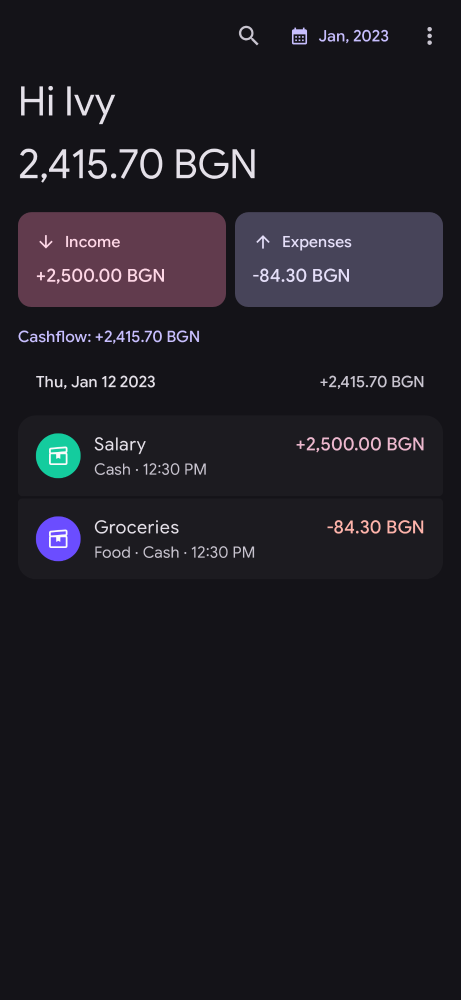 Jan, 2023
Hi Ivy
2,415.70 BGN
Income
+2,500.00 BGN
Expenses
-84.30 BGN
Cashflow: +2,415.70 BGN
Thu, Jan 12 2023 +2,415.70 BGN
Salary +2,500.00 BGN
Cash · 12:30 PM
Groceries -84.30 BGN
Food · Cash · 12:30 PM